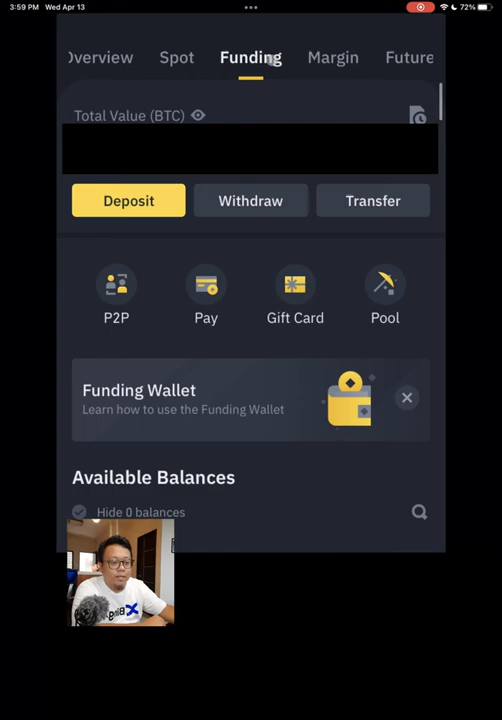 3:59 PM Wed Apr 13
72%
Overview Spot Funding Margin Future
Total Value (BTC)
Deposit Withdraw Transfer
P2P Pay Gift Card Pool
Funding Wallet
Learn how to use the Funding Wallet
Available Balances
Hide 0 balances